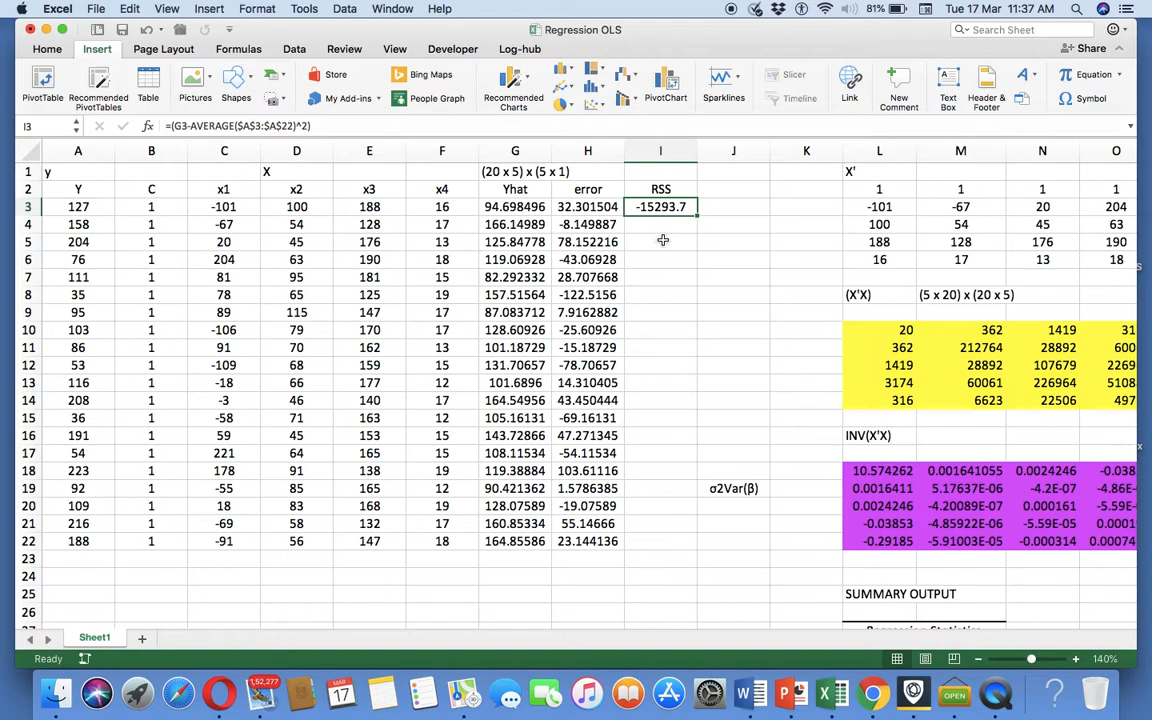 Excel File Edit View Insert Format Tools Data Window Help 81% Tue 17 Mar 11:37 AM
Regression OLS Search Sheet
Home Insert Page Layout Formulas Data Review View Developer Log-hub Share
PivotTable Recommended PivotTables Table Pictures Shapes Store My Add-ins Bing Maps People Graph Recommended Charts PivotChart Sparklines Slicer Timeline Link New Comment Text Box Header & Footer Equation Symbol
I3 fx =(G3-AVERAGE($A$3:$A$22)^2)
A B C D E F G H I J K L M N O
1 y X (20 x 5) x (5 x 1) X'
2 Y C x1 x2 x3 x4 Yhat error RSS 1 1 1 1
3 127 1 -101 100 188 16 94.698496 32.301504 -15293.7 -101 -67 20 204
4 158 1 -67 54 128 17 166.14989 -8.149887 100 54 45 63
5 204 1 20 45 176 13 125.84778 78.152216 188 128 176 190
6 76 1 204 63 190 18 119.06928 -43.06928 16 17 13 18
7 111 1 81 95 181 15 82.292332 28.707668
8 35 1 78 65 125 19 157.51564 -122.5156 (X'X) (5 x 20) x (20 x 5)
9 95 1 89 115 147 17 87.083712 7.9162882
10 103 1 -106 79 170 17 128.60926 -25.60926 20 362 1419 31
11 86 1 91 70 162 13 101.18729 -15.18729 362 212764 28892 600
12 53 1 -109 68 159 15 131.70657 -78.70657 1419 28892 107679 2269
13 116 1 -18 66 177 12 101.6896 14.310405 3174 60061 226964 5108
14 208 1 -3 46 140 17 164.54956 43.450444 316 6623 22506 497
15 36 1 -58 71 163 12 105.16131 -69.16131
16 191 1 59 45 153 15 143.72866 47.271345 INV(X'X)
17 54 1 221 64 165 15 108.11534 -54.11534
18 223 1 178 91 138 19 119.38884 103.61116 10.574262 0.001641055 0.0024246 -0.038
19 92 1 -55 85 165 12 90.421362 1.5786385 σ2Var(β) 0.0016411 5.17637E-06 -4.2E-07 -4.86E-
20 109 1 18 83 168 19 128.07589 -19.07589 0.0024246 -4.20089E-07 0.000161 -5.59E-
21 216 1 -69 58 132 17 160.85334 55.14666 -0.03853 -4.85922E-06 -5.59E-05 0.0001
22 188 1 -91 56 147 18 164.85586 23.144136 -0.29185 -5.91003E-05 -0.000314 0.00074
23
24
25 SUMMARY OUTPUT
26
Sheet1
Ready 140%
1,52,277
MAR 17 OPEN